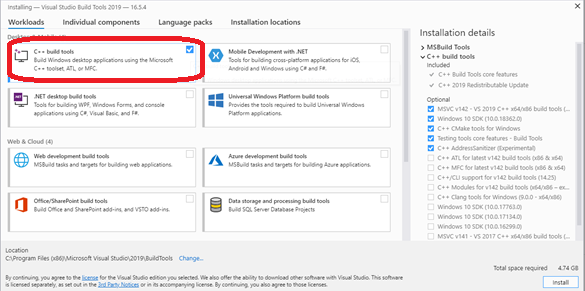 Installing — Visual Studio Build Tools 2019 — 16.5.4
Workloads Individual components Language packs Installation locations
Desktop & Mobile (4)
C++ build tools
Build Windows desktop applications using the Microsoft
C++ toolset, ATL, or MFC.
Mobile Development with .NET
Tools for building cross-platform applications for iOS,
Android and Windows using C# and F#.
.NET desktop build tools
Tools for building WPF, Windows Forms, and console
applications using C#, Visual Basic, and F#.
Universal Windows Platform build tools
Provides the tools required to build Universal Windows
Platform applications.
Web & Cloud (4)
Web development build tools
MSBuild tasks and targets for building web applications.
Azure development build tools
MSBuild tasks and targets for building Azure applications.
Office/SharePoint build tools
Build Office and SharePoint add-ins, and VSTO add-ins.
Data storage and processing build tools
Build SQL Server Database Projects
Installation details
MSBuild Tools
C++ build tools
Included
C++ Build Tools core features
C++ 2019 Redistributable Update
Optional
MSVC v142 - VS 2019 C++ x64/x86 build tools (...
Windows 10 SDK (10.0.18362.0)
C++ CMake tools for Windows
Testing tools core features - Build Tools
C++ AddressSanitizer (Experimental)
C++ ATL for latest v142 build tools (x86 & x64)
C++ MFC for latest v142 build tools (x86 & x64)
C++/CLI support for v142 build tools (14.25)
C++ Modules for v142 build tools (x64/x86 – ex...
C++ Clang tools for Windows (9.0.0 - x64/x86)
Windows 10 SDK (10.0.17763.0)
Windows 10 SDK (10.0.17134.0)
Windows 10 SDK (10.0.16299.0)
MSVC v141 - VS 2017 C++ x64/x86 build tools (...
Location
C:\Program Files (x86)\Microsoft Visual Studio\2019\BuildTools Change...
Total space required 4.74 GB
By continuing, you agree to the license for the Visual Studio edition you selected. We also offer the ability to download other software with Visual Studio. This software
is licensed separately, as set out in the 3rd Party Notices or in its accompanying license. By continuing, you also agree to those licenses.
Install